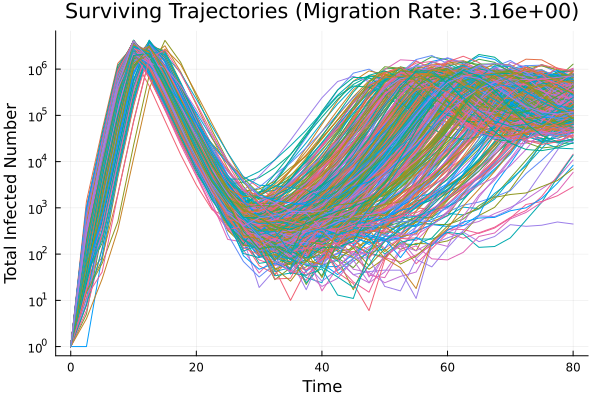 Surviving Trajectories (Migration Rate: 3.16e+00)
Total Infected Number
10⁶
10⁵
10⁴
10³
10²
10¹
10⁰
0 20 40 60 80
Time